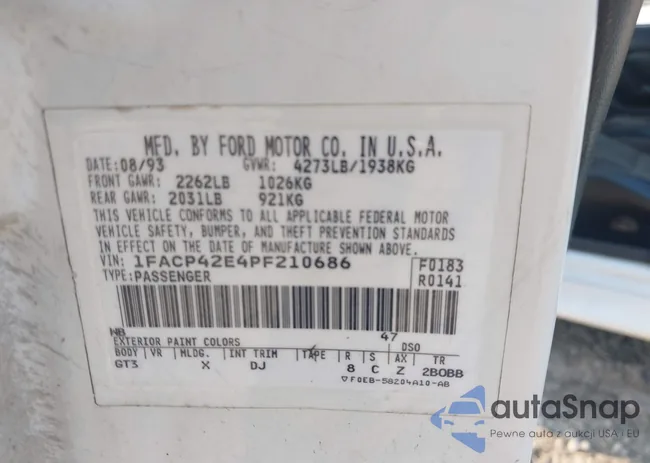 MFD. BY FORD MOTOR CO. IN U.S.A.
DATE: 08/93 GVWR: 4273LB/1938KG
FRONT GAWR: 2262LB 1026KG
REAR GAWR: 2031LB 921KG
THIS VEHICLE CONFORMS TO ALL APPLICABLE FEDERAL MOTOR
VEHICLE SAFETY, BUMPER, AND THEFT PREVENTION STANDARDS
IN EFFECT ON THE DATE OF MANUFACTURE SHOWN ABOVE.
VIN: 1FACP42E4PF210686 F0183
TYPE: PASSENGER R0141
WB 47
EXTERIOR PAINT COLORS DSO
BODY VR MLDG. INT TRIM TAPE R S AX TR
GT3 X DJ 8 C Z 2B0BB
F0EB-58204A10-AB
autoSnap
Pewne auta z aukcji USA i EU